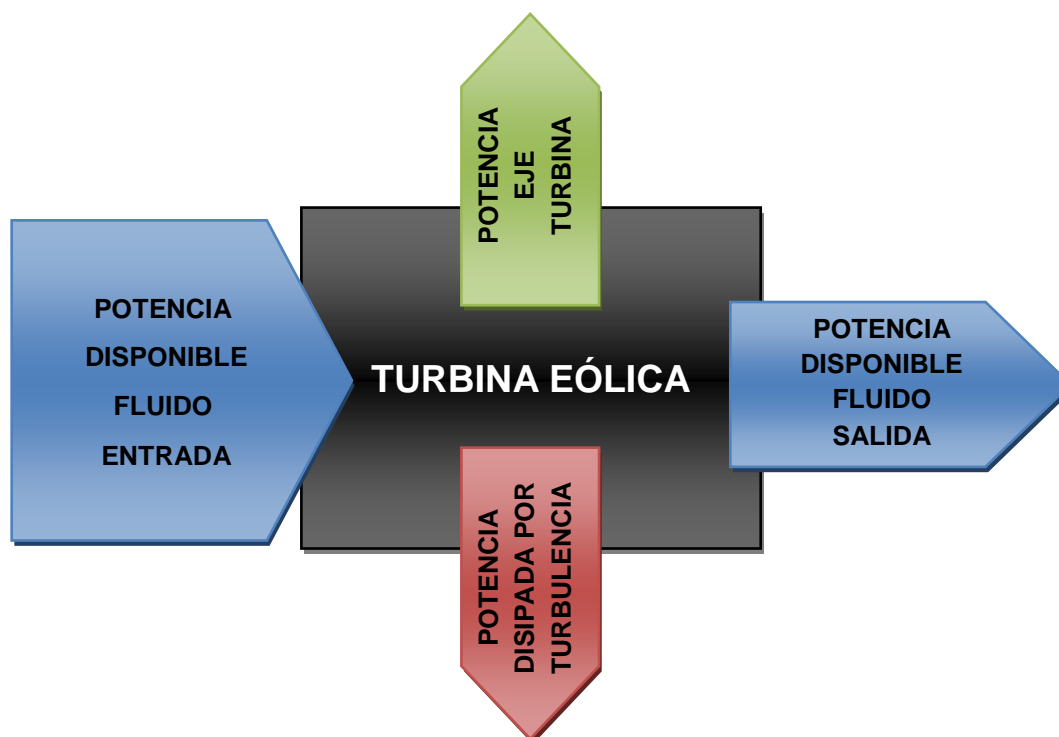 POTENCIA
EJE
TURBINA
POTENCIA
DISPONIBLE
FLUIDO
ENTRADA
TURBINA EÓLICA
POTENCIA
DISPONIBLE
FLUIDO
SALIDA
POTENCIA
DISIPADA POR
TURBULENCIA